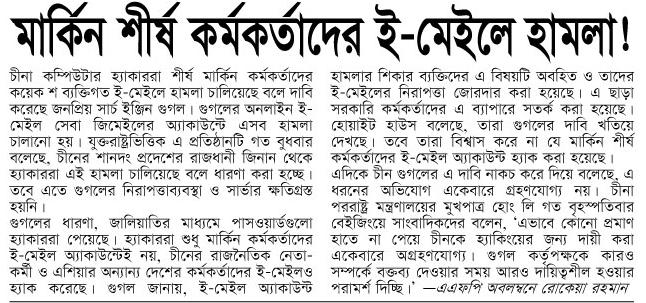 মার্কিন শীর্ষ কর্মকর্তাদের ই-মেইলে হামলা!
চীনা কম্পিউটার হ্যাকাররা শীর্ষ মার্কিন কর্মকর্তাদের
কয়েক শ ব্যক্তিগত ই-মেইলে হামলা চালিয়েছে বলে দাবি
করেছে জনপ্রিয় সার্চ ইঞ্জিন গুগল। গুগলের অনলাইন ই-
মেইল সেবা জিমেইলের অ্যাকাউন্টে এসব হামলা
চালানো হয়। যুক্তরাষ্ট্রভিত্তিক এ প্রতিষ্ঠানটি গত বুধবার
বলেছে, চীনের শানদং প্রদেশের রাজধানী জিনান থেকে
হ্যাকাররা এই হামলা চালিয়েছে বলে ধারণা করা হচ্ছে।
তবে এতে গুগলের নিরাপত্তাব্যবস্থা ও সার্ভার ক্ষতিগ্রস্ত
হয়নি।
গুগলের ধারণা, জালিয়াতির মাধ্যমে পাসওয়ার্ডগুলো
হ্যাকাররা পেয়েছে। হ্যাকাররা শুধু মার্কিন কর্মকর্তাদের
ই-মেইল অ্যাকাউন্টেই নয়, চীনের রাজনৈতিক নেতা-
কর্মী ও এশিয়ার অন্যান্য দেশের কর্মকর্তাদের ই-মেইলও
হ্যাক করেছে। গুগল জানায়, ই-মেইল অ্যাকাউন্ট
হামলার শিকার ব্যক্তিদের এ বিষয়টি অবহিত ও তাদের
ই-মেইলের নিরাপত্তা জোরদার করা হয়েছে। এ ছাড়া
সরকারি কর্মকর্তাদের এ ব্যাপারে সতর্ক করা হয়েছে।
হোয়াইট হাউস বলেছে, তারা গুগলের দাবি খতিয়ে
দেখছে। তবে তারা বিশ্বাস করে না যে মার্কিন শীর্ষ
কর্মকর্তাদের ই-মেইল অ্যাকাউন্ট হ্যাক করা হয়েছে।
এদিকে চীন গুগলের এ দাবি নাকচ করে দিয়ে বলেছে, এ
ধরনের অভিযোগ একেবারে গ্রহণযোগ্য নয়। চীনা
পররাষ্ট্র মন্ত্রণালয়ের মুখপাত্র হোং লি গত বৃহস্পতিবার
বেইজিংয়ে সাংবাদিকদের বলেন, ‘এভাবে কোনো প্রমাণ
হাতে না পেয়ে চীনকে হ্যাকিংয়ের জন্য দায়ী করা
একেবারে অগ্রহণযোগ্য। গুগল কর্তৃপক্ষকে কারও
সম্পর্কে বক্তব্য দেওয়ার সময় আরও দায়িত্বশীল হওয়ার
পরামর্শ দিচ্ছি।’ —এএফপি অবলম্বনে রোকেয়া রহমান